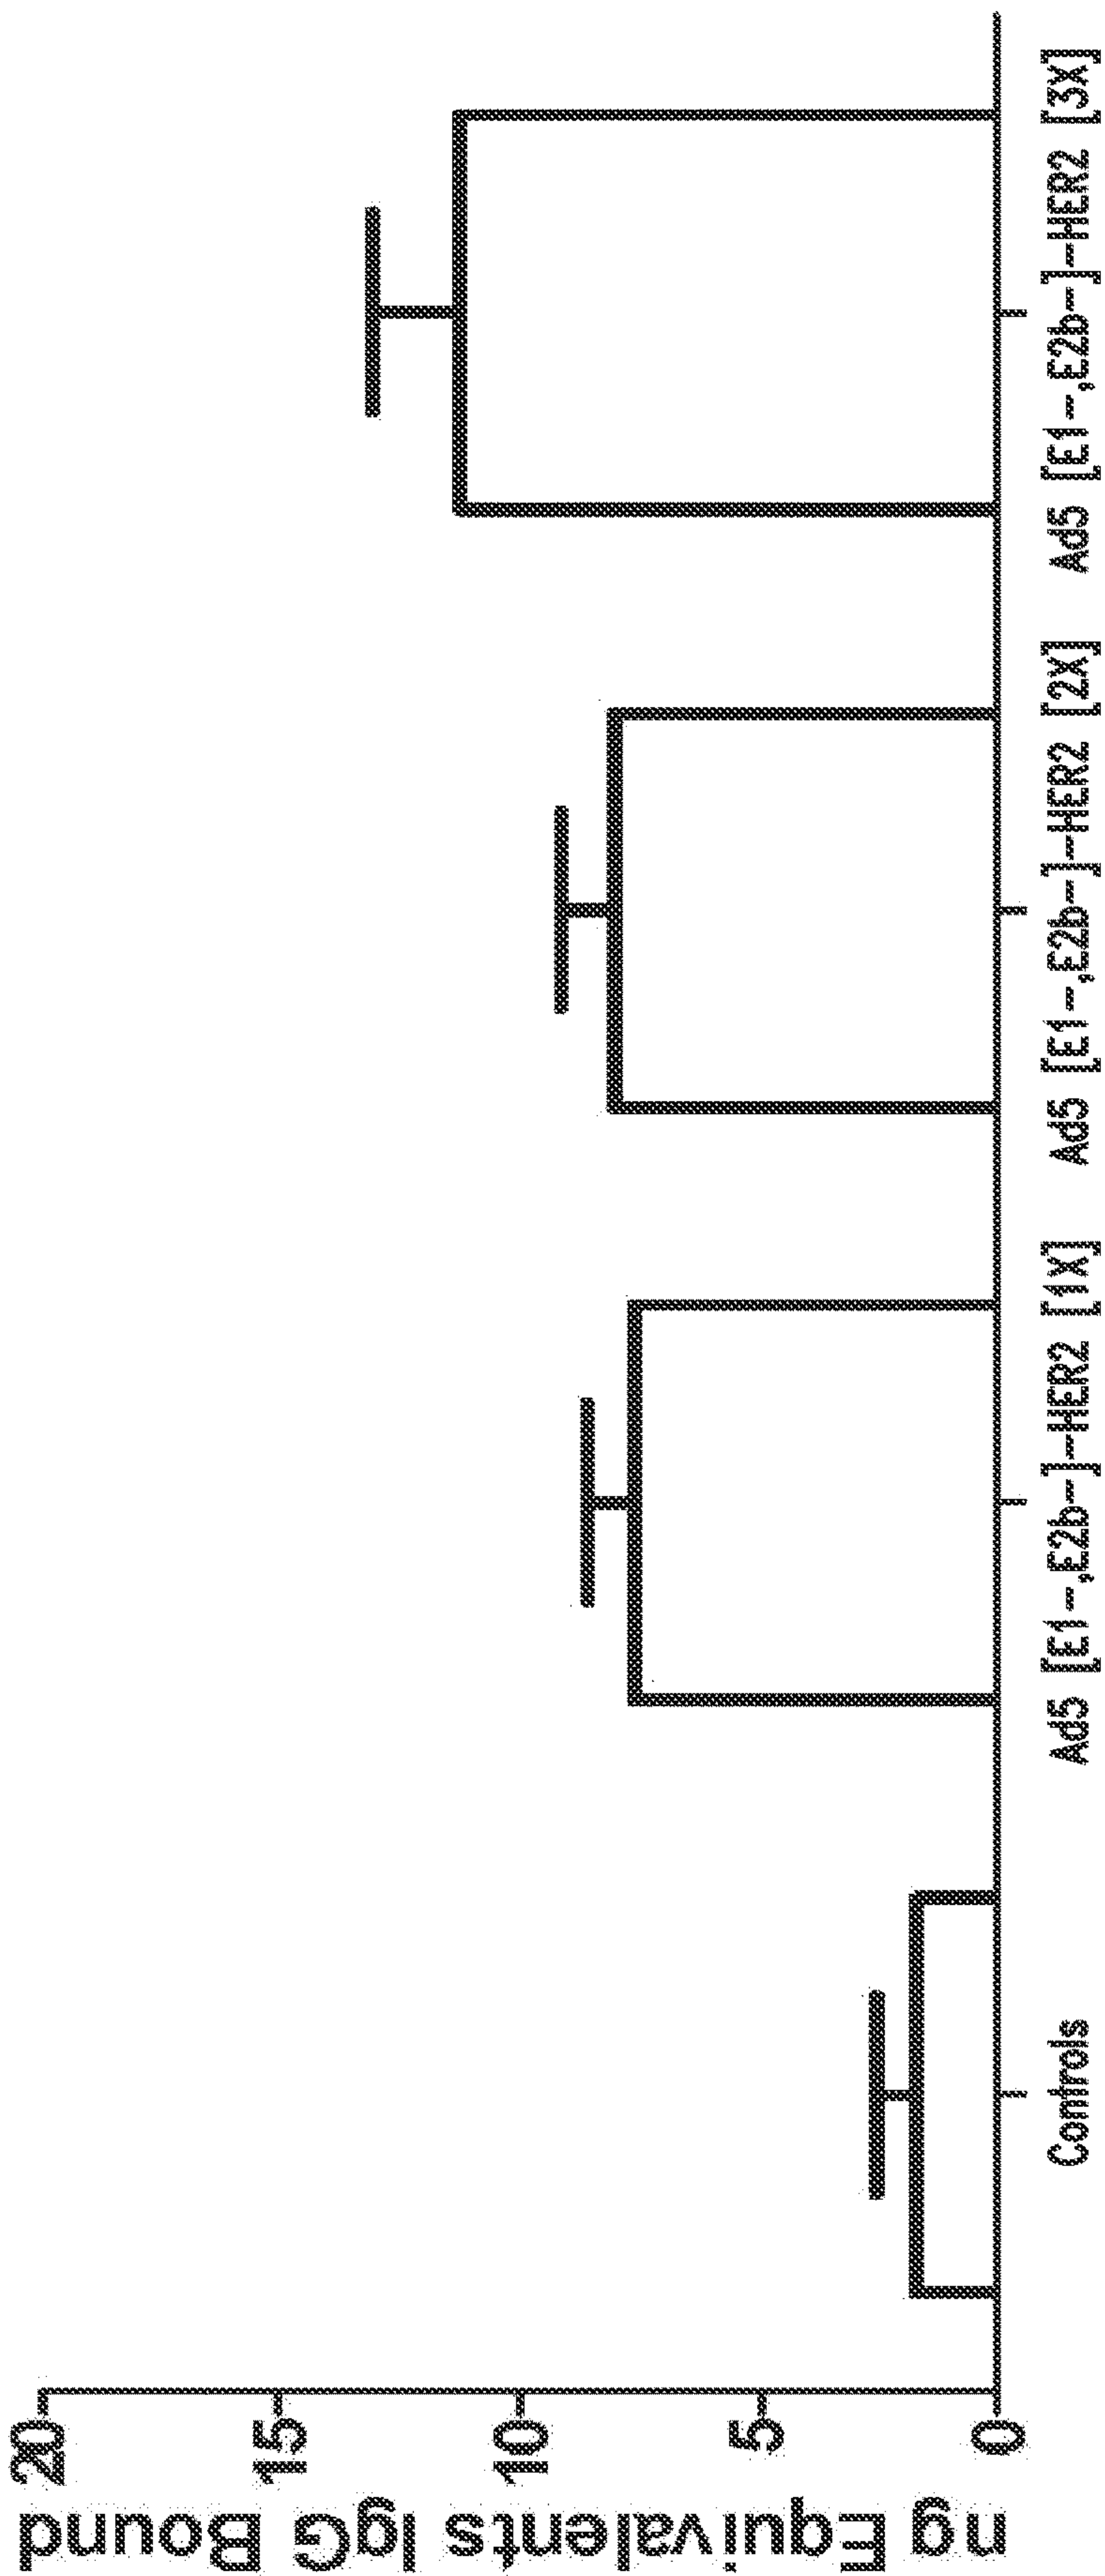 ng Equivalents IgG Bound
20
15
10
5
0
Controls
Ad5 [E1-,E2b-]-HER2 [1X]
Ad5 [E1-,E2b-]-HER2 [2X]
Ad5 [E1-,E2b-]-HER2 [3X]